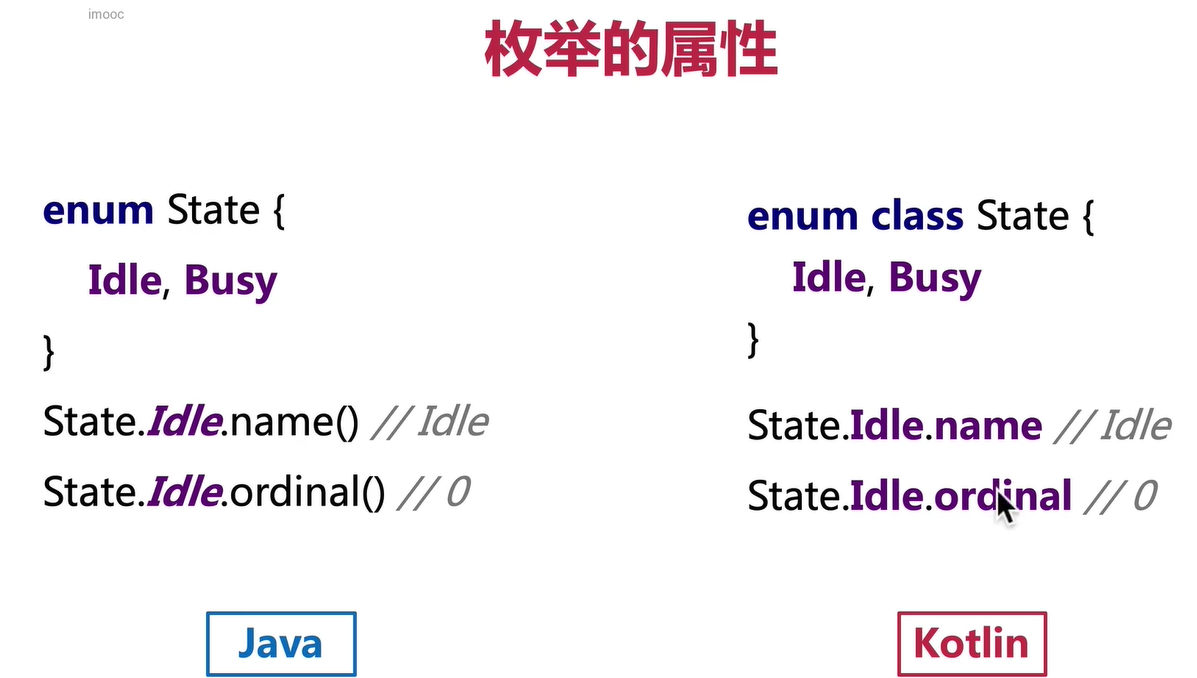 imooc
枚举的属性
enum State {
Idle, Busy
}
State.Idle.name() // Idle
State.Idle.ordinal() // 0
Java
enum class State {
Idle, Busy
}
State.Idle.name // Idle
State.Idle.ordinal // 0
Kotlin